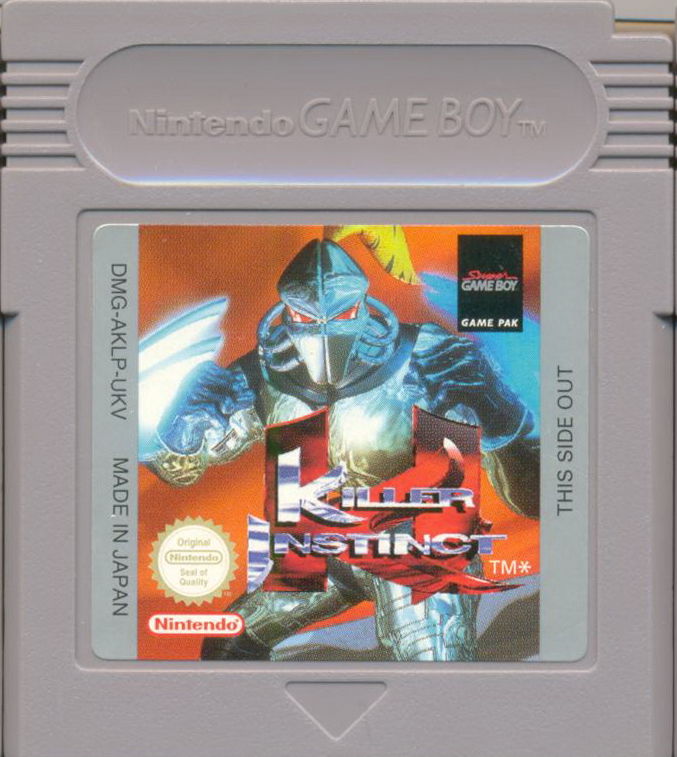 Nintendo GAME BOY TM
DMG-AKLP-UKV MADE IN JAPAN
Super
GAME BOY
GAME PAK
THIS SIDE OUT
KILLER
INSTINCT
TM*
Original
Nintendo
Seal of
Quality
Nintendo